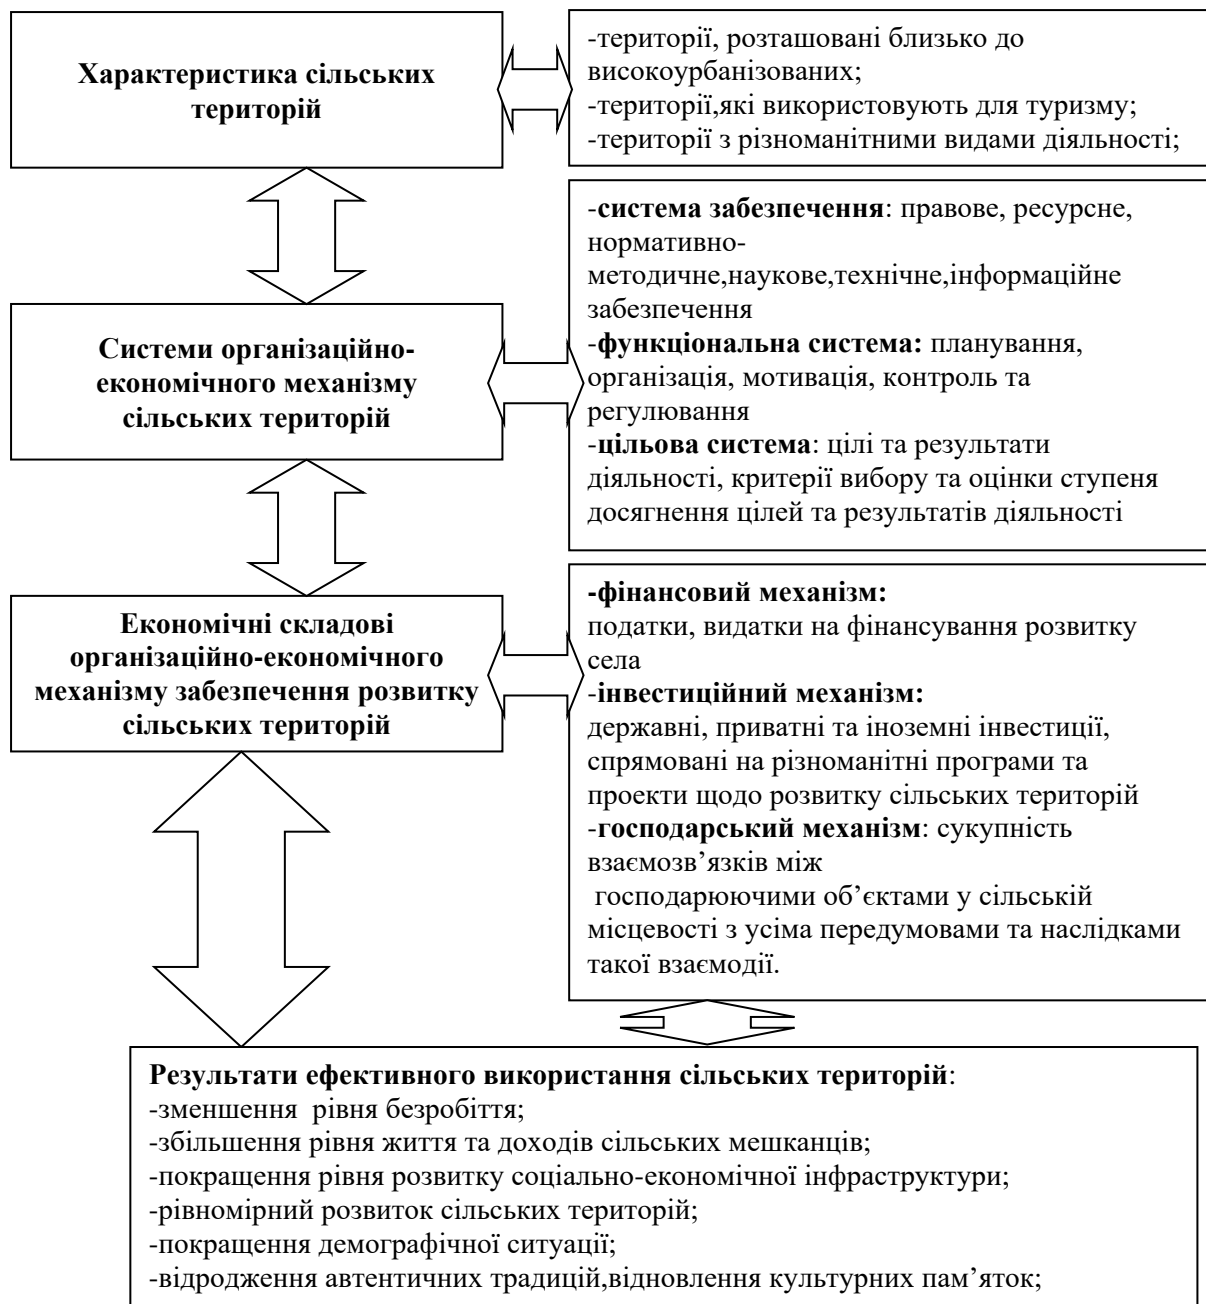 Характеристика сільських
територій
-території, розташовані близько до
високоурбанізованих;
-території,які використовують для туризму;
-території з різноманітними видами діяльності;
Системи організаційно-
економічного механізму
сільських територій
-система забезпечення: правове, ресурсне,
нормативно-
методичне,наукове,технічне,інформаційне
забезпечення
-функціональна система: планування,
організація, мотивація, контроль та
регулювання
-цільова система: цілі та результати
діяльності, критерії вибору та оцінки ступеня
досягнення цілей та результатів діяльності
Економічні складові
організаційно-економічного
механізму забезпечення розвитку
сільських територій
-фінансовий механізм:
податки, видатки на фінансування розвитку
села
-інвестиційний механізм:
державні, приватні та іноземні інвестиції,
спрямовані на різноманітні програми та
проекти щодо розвитку сільських територій
-господарський механізм: сукупність
взаємозв’язків між
господарюючими об’єктами у сільській
місцевості з усіма передумовами та наслідками
такої взаємодії.
Результати ефективного використання сільських територій:
-зменшення рівня безробіття;
-збільшення рівня життя та доходів сільських мешканців;
-покращення рівня розвитку соціально-економічної інфраструктури;
-рівномірний розвиток сільських територій;
-покращення демографічної ситуації;
-відродження автентичних традицій,відновлення культурних пам’яток;